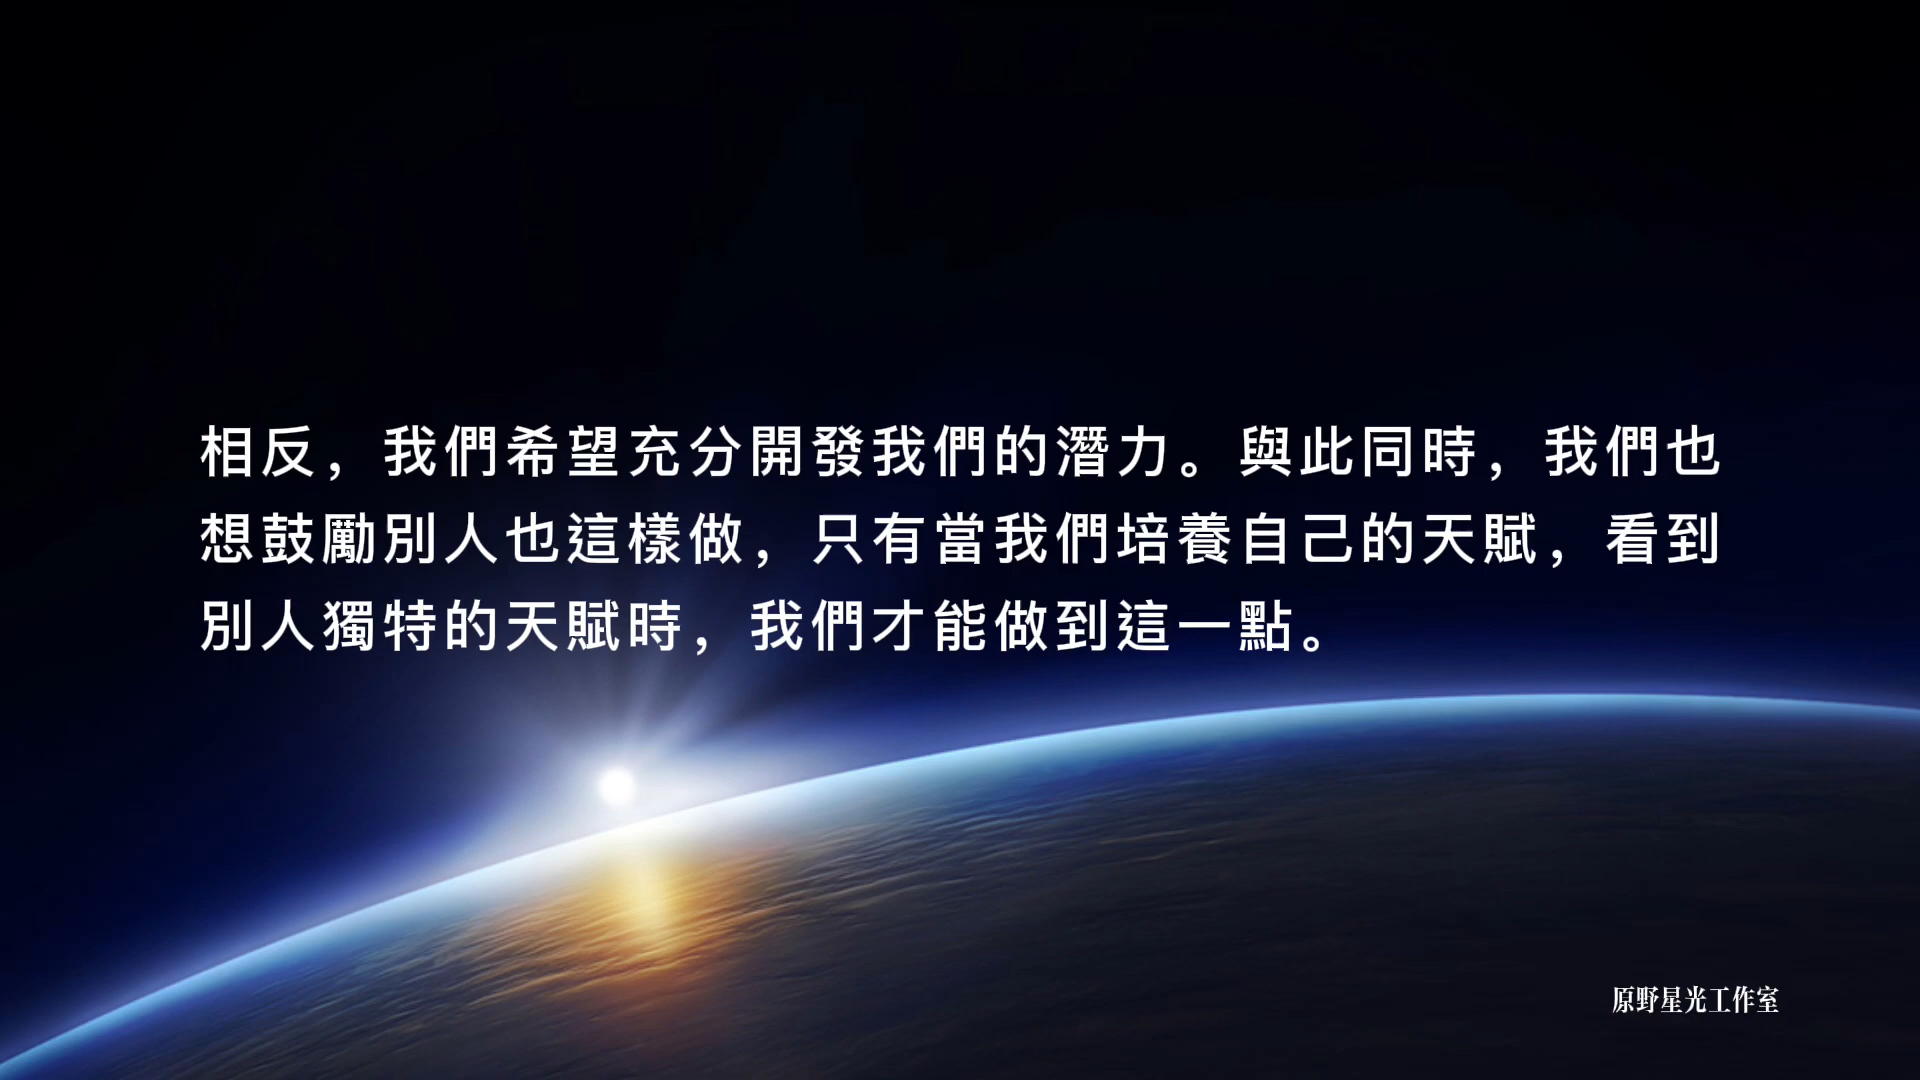 相反，我們希望充分開發我們的潛力。與此同時，我們也
想鼓勵別人也這樣做，只有當我們培養自己的天賦，看到
別人獨特的天賦時，我們才能做到這一點。
原野星光工作室